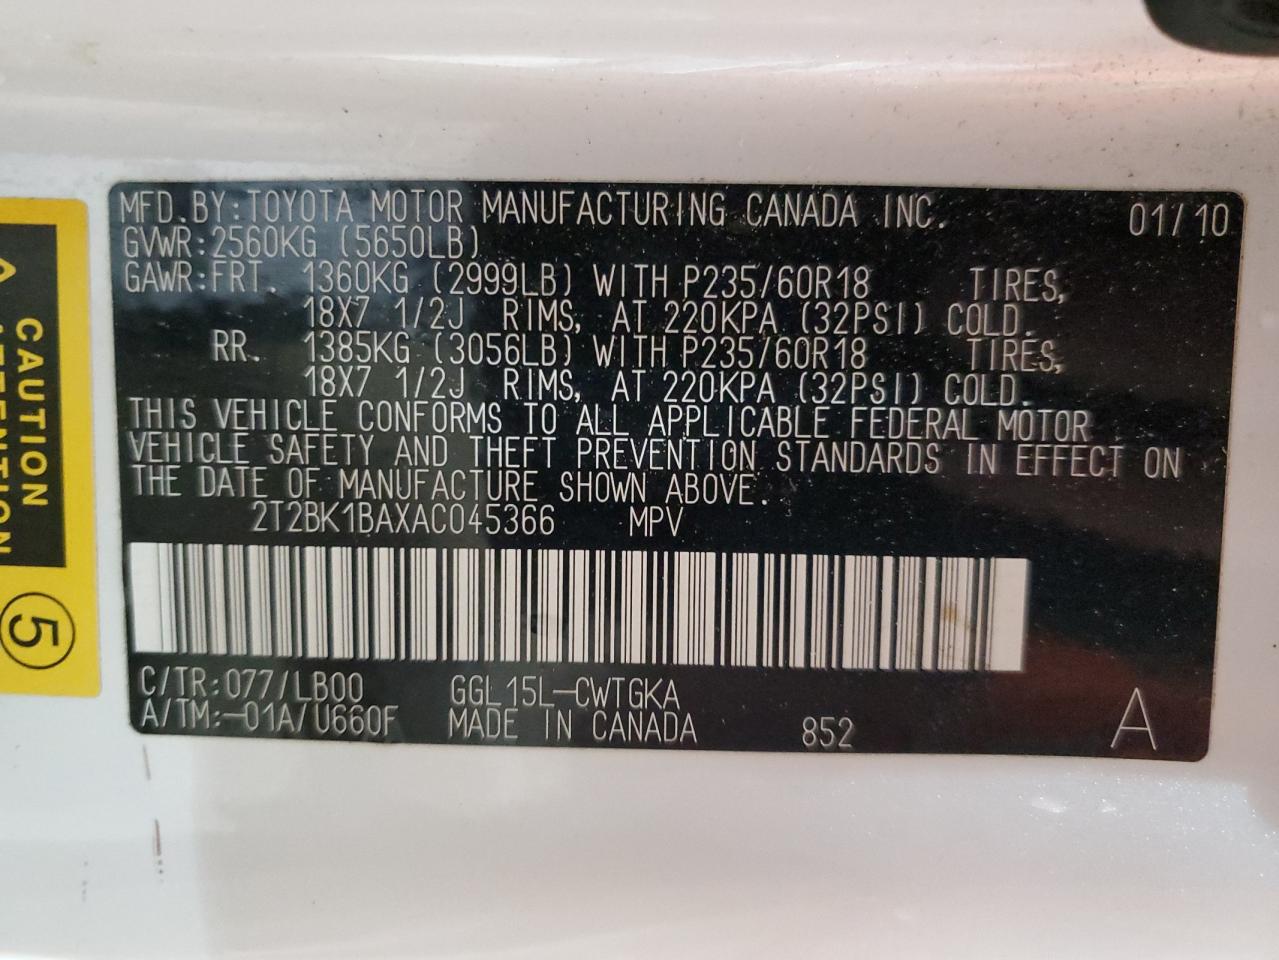 MFD.BY:TOYOTA MOTOR MANUFACTURING CANADA INC. 01/10
GVWR:2560KG (5650LB)
GAWR:FRT. 1360KG (2999LB) WITH P235/60R18 TIRES,
18X7 1/2J RIMS, AT 220KPA (32PSI) COLD.
RR. 1385KG (3056LB) WITH P235/60R18 TIRES,
18X7 1/2J RIMS, AT 220KPA (32PSI) COLD.
THIS VEHICLE CONFORMS TO ALL APPLICABLE FEDERAL MOTOR
VEHICLE SAFETY AND THEFT PREVENTION STANDARDS IN EFFECT ON
THE DATE OF MANUFACTURE SHOWN ABOVE.
2T2BK1BAXAC045366 MPV
C/TR:077/LB00 GGL15L-CWTGKA
A/TM:-01A/U660F MADE IN CANADA 852 A
CAUTION
ATTENTION
5